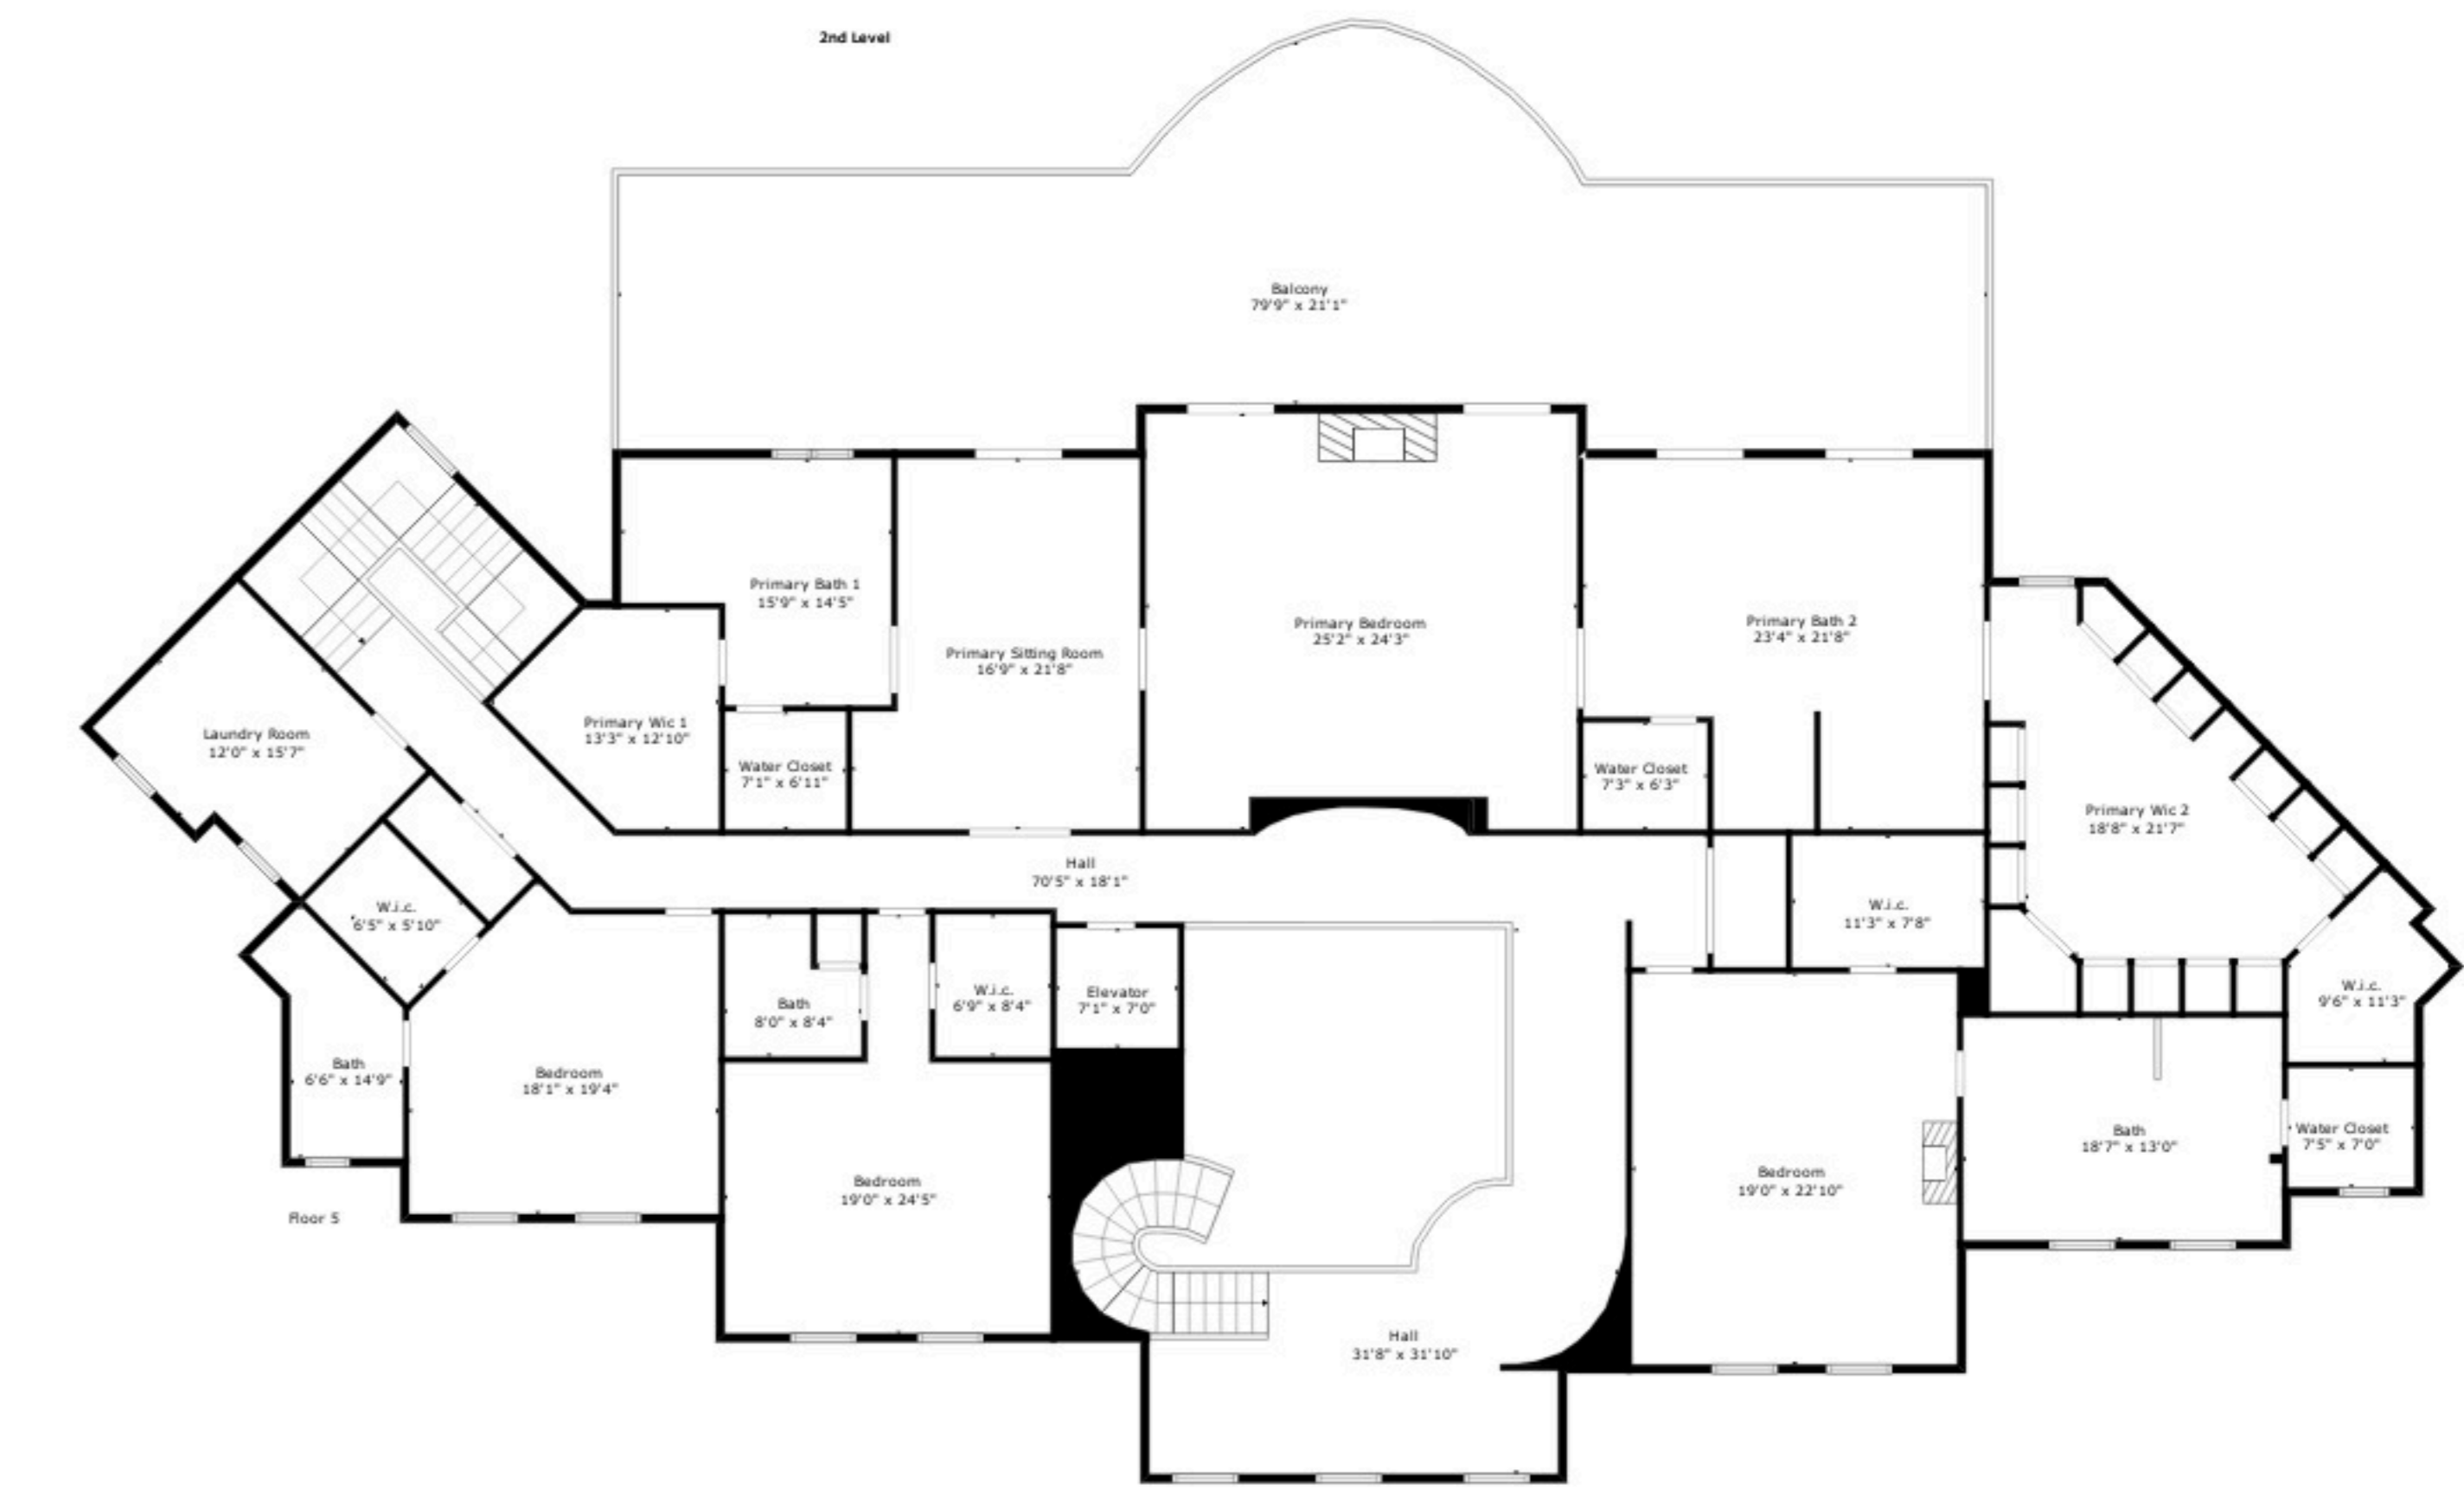 2nd Level
Balcony
79'9" x 21'1"
Primary Bath 1
15'9" x 14'5"
Primary Sitting Room
16'9" x 21'8"
Primary Bedroom
25'2" x 24'3"
Primary Bath 2
23'4" x 21'8"
Laundry Room
12'0" x 15'7"
Primary Wic 1
13'3" x 12'10"
Water Closet
7'1" x 6'11"
Water Closet
7'3" x 6'3"
Primary Wic 2
18'8" x 21'7"
Hall
70'5" x 18'1"
W.i.c.
6'5" x 5'10"
W.i.c.
11'3" x 7'8"
Bath
8'0" x 8'4"
W.i.c.
6'9" x 8'4"
Elevator
7'1" x 7'0"
W.i.c.
9'6" x 11'3"
Bath
6'6" x 14'9"
Bedroom
18'1" x 19'4"
Bedroom
19'0" x 24'5"
Bedroom
19'0" x 22'10"
Bath
18'7" x 13'0"
Water Closet
7'5" x 7'0"
Floor 5
Hall
31'8" x 31'10"